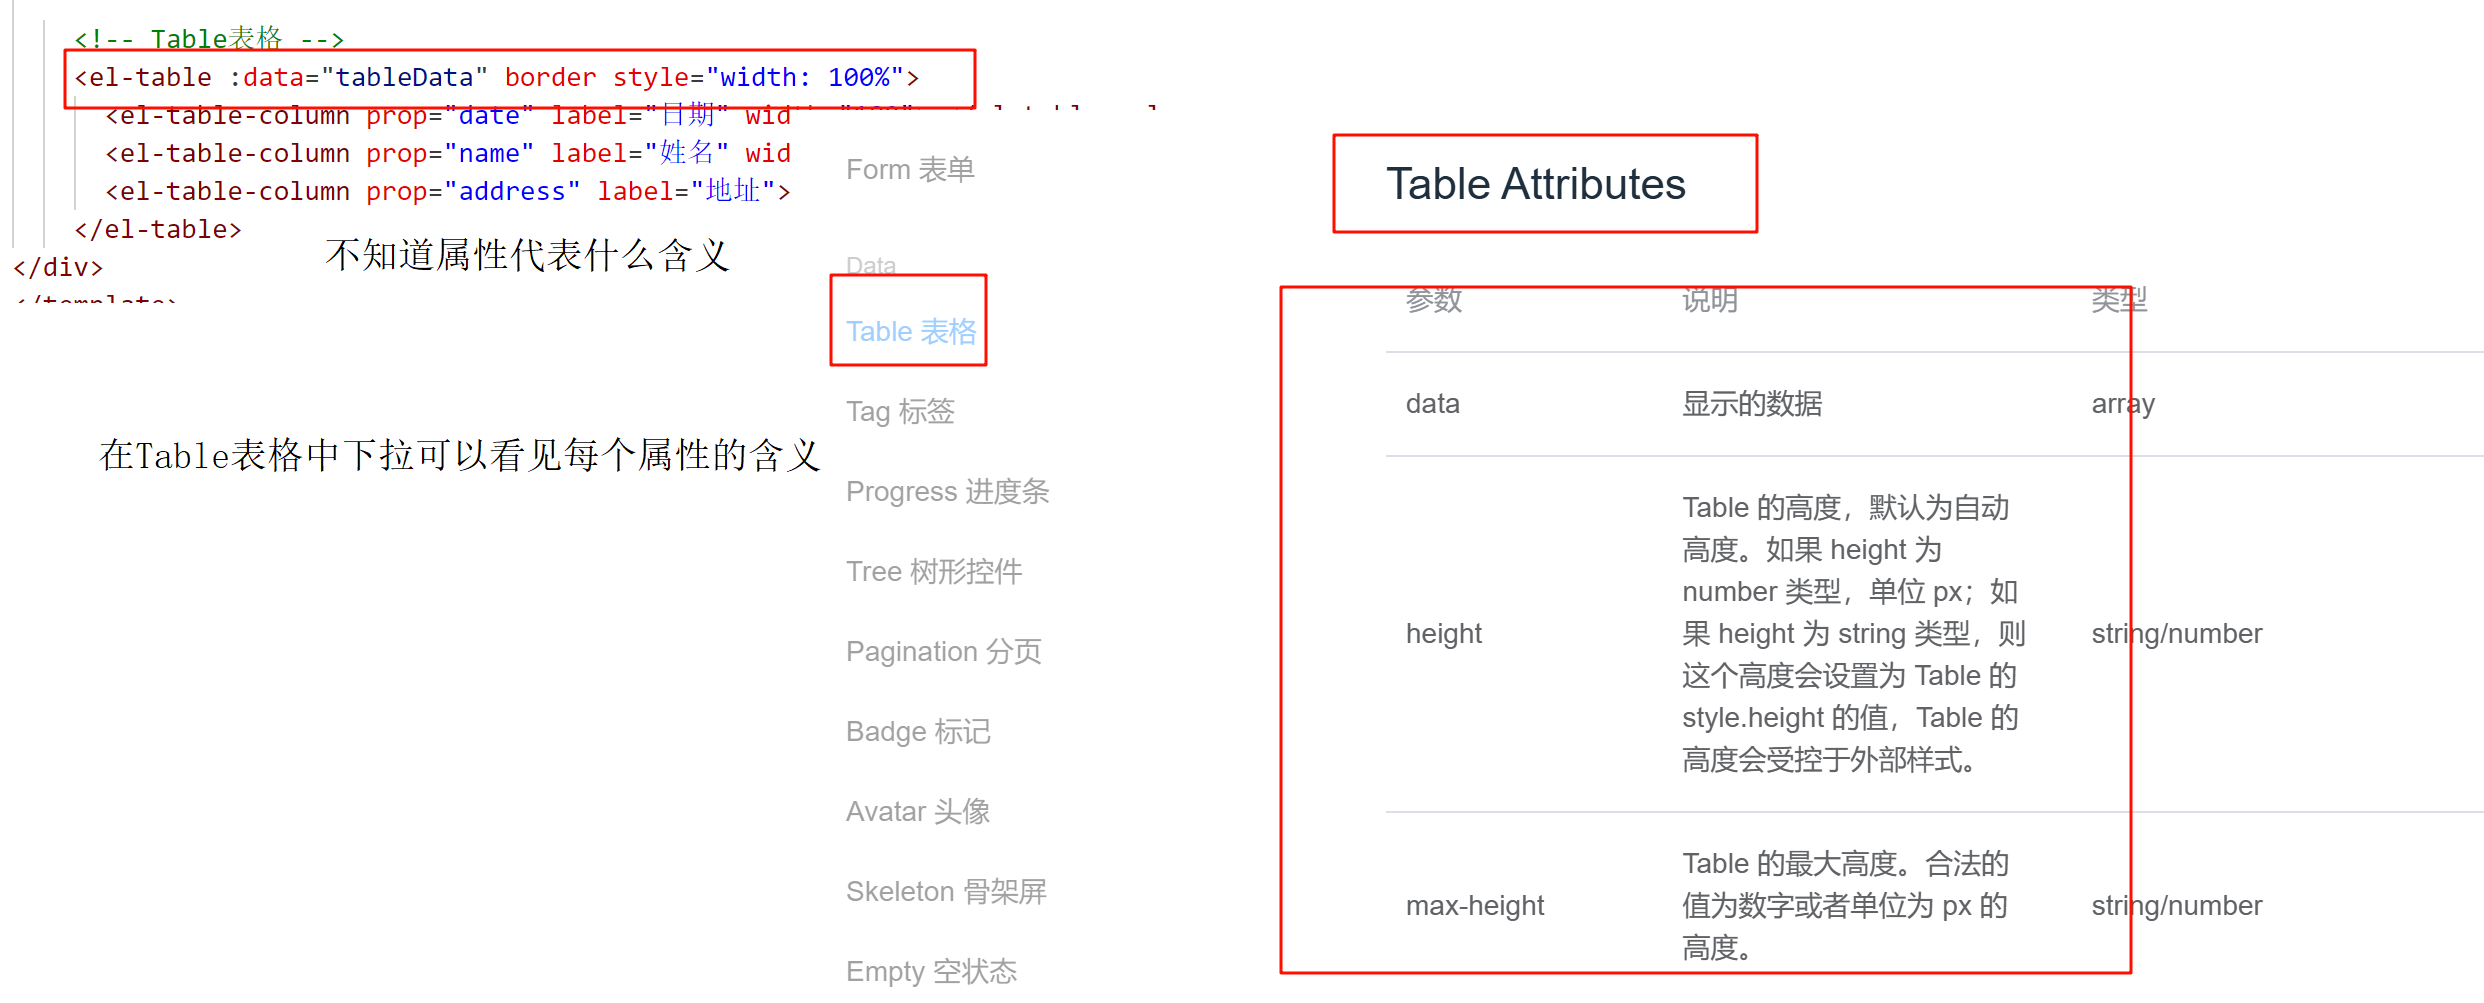 <!-- Table表格 -->
<el-table :data="tableData" border style="width: 100%">
<el-table-column prop="date" label="日期" wid
<el-table-column prop="name" label="姓名" wid
<el-table-column prop="address" label="地址">
</el-table>
</div>
</template>
不知道属性代表什么含义
在Table表格中下拉可以看见每个属性的含义
Form 表单
Data
Table 表格
Tag 标签
Progress 进度条
Tree 树形控件
Pagination 分页
Badge 标记
Avatar 头像
Skeleton 骨架屏
Empty 空状态
Table Attributes
参数 说明 类型
data 显示的数据 array
height Table 的高度，默认为自动
高度。如果 height 为
number 类型，单位 px；如
果 height 为 string 类型，则 string/number
这个高度会设置为 Table 的
style.height 的值，Table 的
高度会受控于外部样式。
max-height Table 的最大高度。合法的
值为数字或者单位为 px 的 string/number
高度。